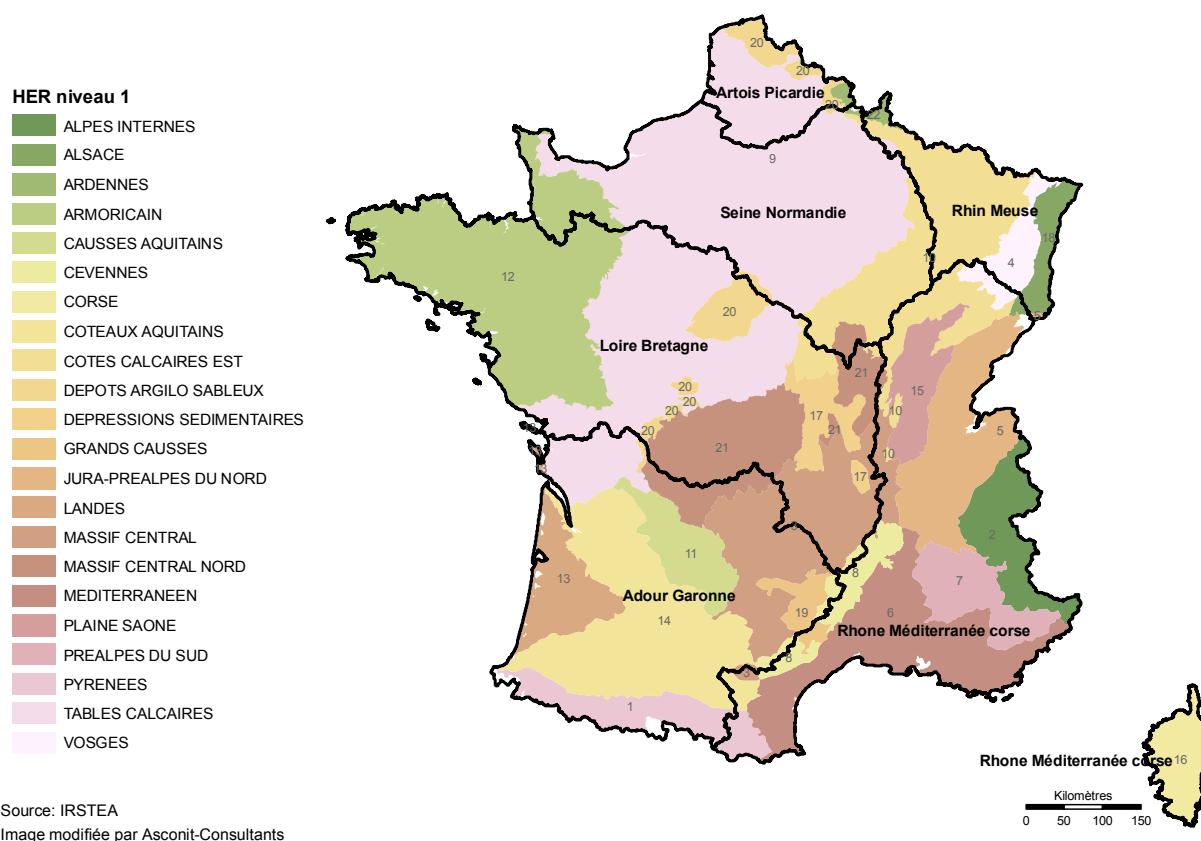 HER niveau 1
ALPES INTERNES
ALSACE
ARDENNES
ARMORICAIN
CAUSSES AQUITAINS
CEVENNES
CORSE
COTEAUX AQUITAINS
COTES CALCAIRES EST
DEPOTS ARGILO SABLEUX
DEPRESSIONS SEDIMENTAIRES
GRANDS CAUSSES
JURA-PREALPES DU NORD
LANDES
MASSIF CENTRAL
MASSIF CENTRAL NORD
MEDITERRANEEN
PLAINE SAONE
PREALPES DU SUD
PYRENEES
TABLES CALCAIRES
VOSGES
Source: IRSTEA
Image modifiée par Asconit-Consultants
20
20
Artois Picardie
20
22
9
Seine Normandie
Rhin Meuse
18
10
4
12
20
Loire Bretagne
21
20
20
20
15
10
17
21
5
21
10
17
2
11
8
13
7
Adour Garonne
19
6
14
Rhone Méditerranée corse
8
3
1
Rhone Méditerranée corse
16
Kilomètres
0 50 100 150